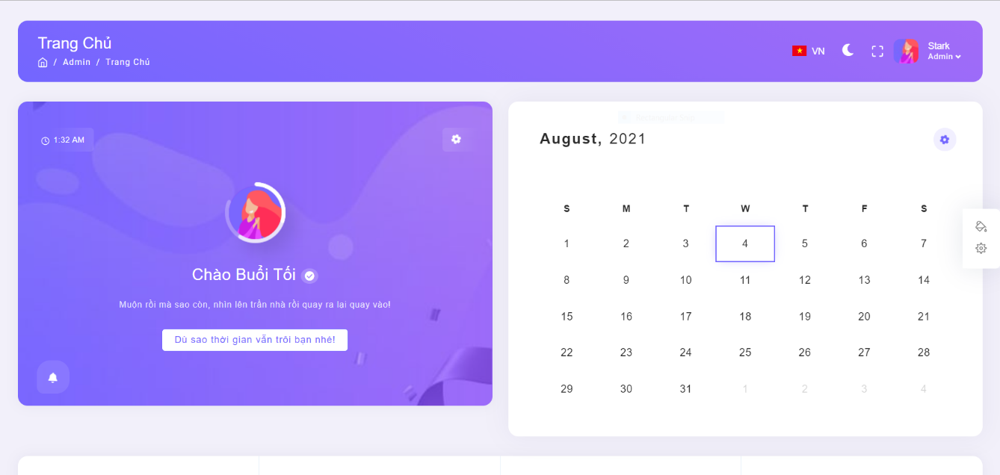 Trang Chủ
/ Admin / Trang Chủ
VN
Stark
Admin
1:32 AM
Chào Buổi Tối
Muộn rồi mà sao còn, nhìn lên trần nhà rồi quay ra lại quay vào!
Dù sao thời gian vẫn trôi bạn nhé!
August, 2021
S M T W T F S
1 2 3 4 5 6 7
8 9 10 11 12 13 14
15 16 17 18 19 20 21
22 23 24 25 26 27 28
29 30 31 1 2 3 4